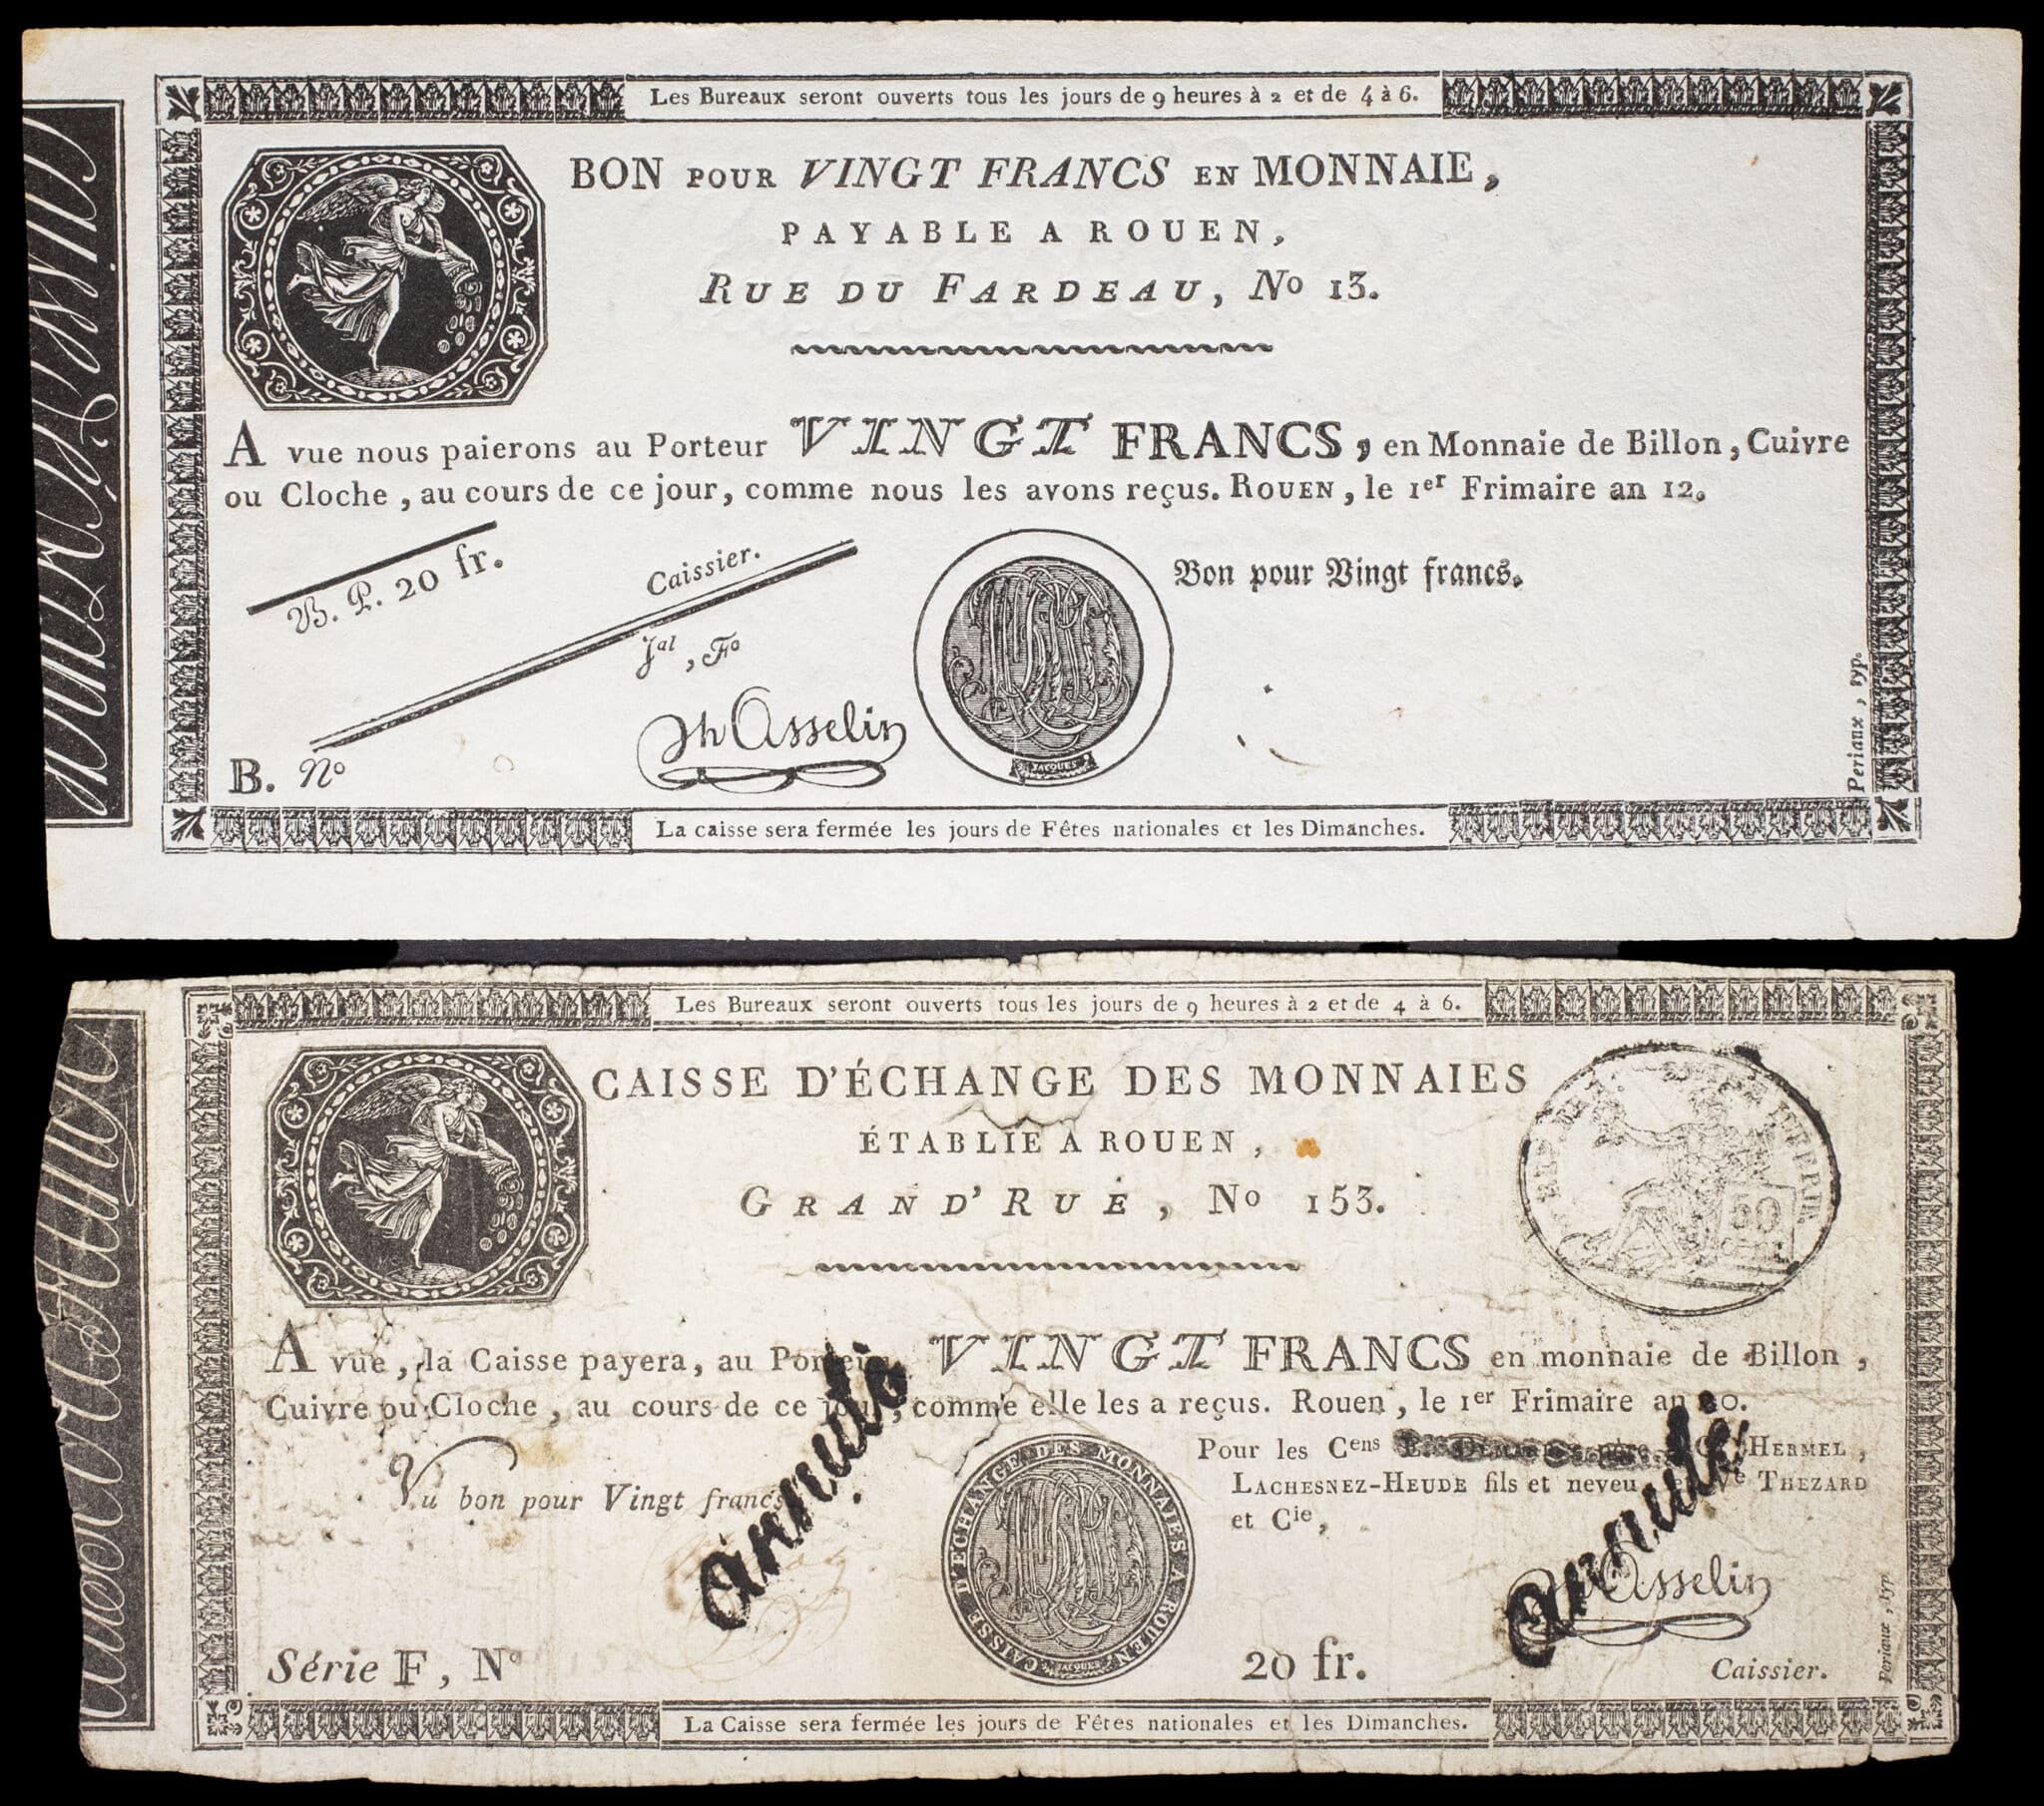 Les Bureaux seront ouverts tous les jours de 9 heures à 2 et de 4 à 6.
BON POUR VINGT FRANCS EN MONNAIE,
PAYABLE A ROUEN,
RUE DU FARDEAU, No 13.
A vue nous paierons au Porteur VINGT FRANCS, en Monnaie de Billon, Cuivre
ou Cloche, au cours de ce jour, comme nous les avons reçus. ROUEN, le 1er Frimaire an 12.
B. P. 20 fr.
Caissier.
Jal, Fo
Bon pour Vingt francs.
Asselin
JACQUES
B. No
Periaux, typ.
La caisse sera fermée les jours de Fêtes nationales et les Dimanches.
Les Bureaux seront ouverts tous les jours de 9 heures à 2 et de 4 à 6.
CAISSE D'ÉCHANGE DES MONNAIES
ÉTABLIE A ROUEN,
GRAND'RUE, No 153.
50
A vue, la Caisse payera, au Porteur, VINGT FRANCS en monnaie de Billon,
Cuivre ou Cloche, au cours de ce jour, comme elle les a reçus. Rouen, le 1er Frimaire an
Pour les Cens HERMEL,
LACHESNEZ-HEUDE fils et neveu, et Ve THEZARD
et Cie,
Vu bon pour Vingt francs
annulé
annulé
CAISSE D'ÉCHANGE DES MONNAIES A ROUEN.
JACQUES
Asselin
Série F, No
20 fr.
Caissier.
Periaux, typ.
La Caisse sera fermée les jours de Fêtes nationales et les Dimanches.